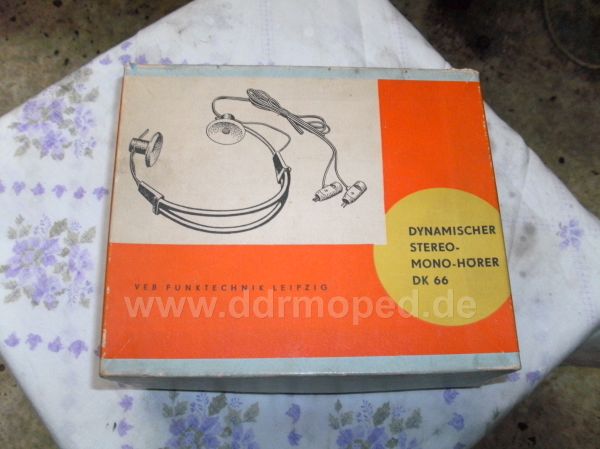 DYNAMISCHER
STEREO-
MONO-HÖRER
DK 66
VEB FUNKTECHNIK LEIPZIG
www.ddrmoped.de